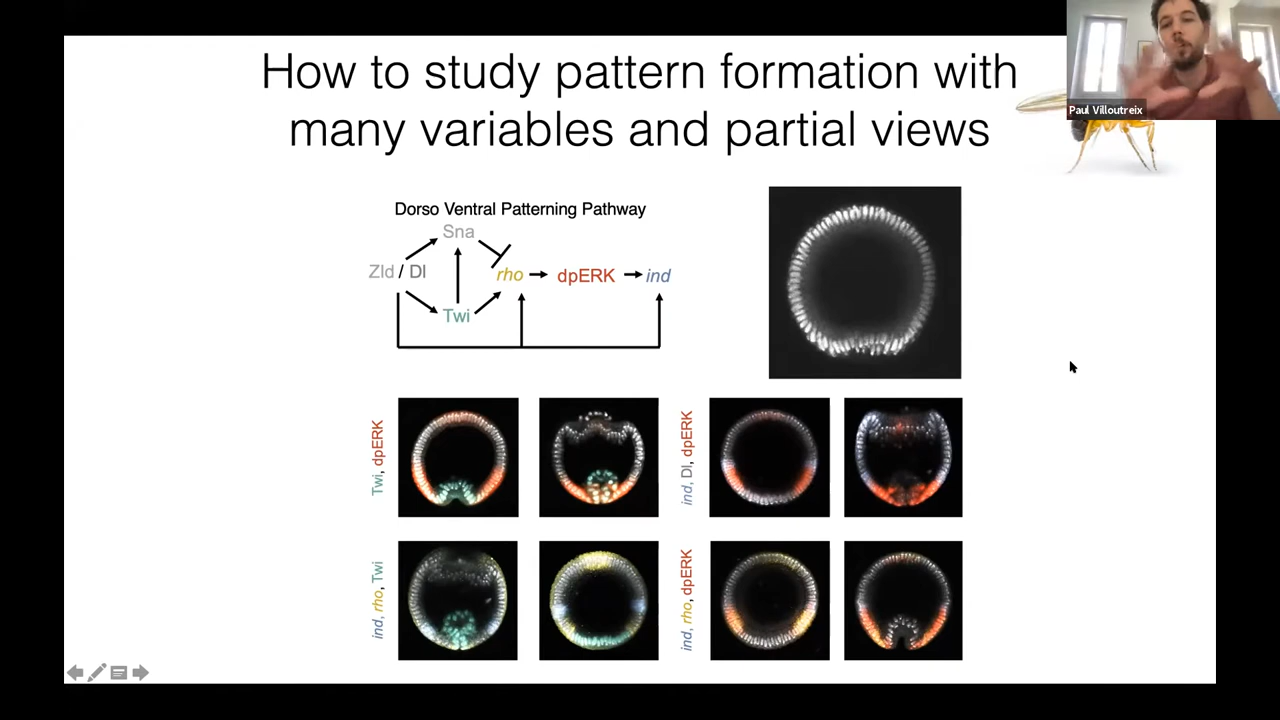 How to study pattern formation with
many variables and partial views
Paul Villoutreix
Dorso Ventral Patterning Pathway
Sna
Zld / Dl
rho
dpERK
ind
Twi
Twi, dpERK
ind, Dl, dpERK
ind, rho, Twi
ind, rho, dpERK